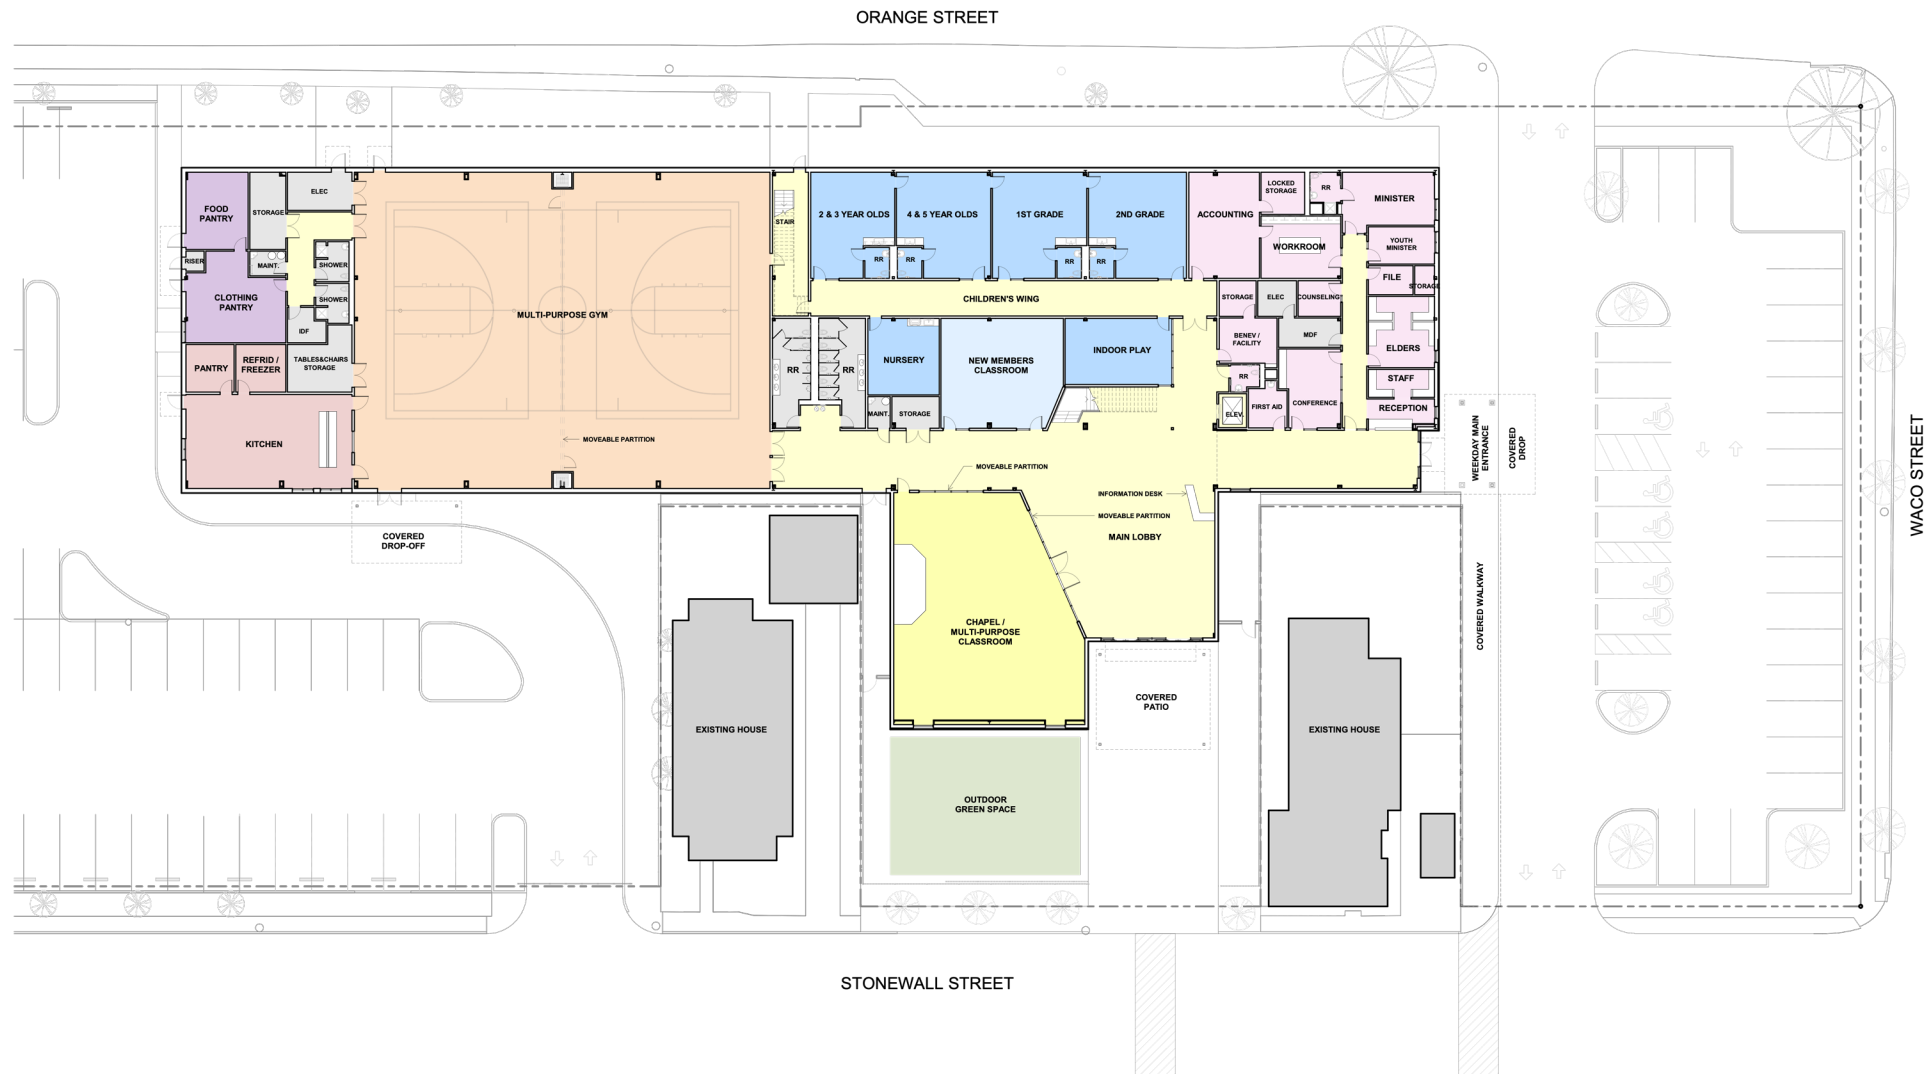 ORANGE STREET
ELEC
FOOD
PANTRY
STORAGE
RISER
MAINT.
SHOWER
SHOWER
CLOTHING
PANTRY
IDF
PANTRY
REFRID /
FREEZER
TABLES&CHAIRS
STORAGE
KITCHEN
MULTI-PURPOSE GYM
MOVEABLE PARTITION
COVERED
DROP-OFF
STAIR
2 & 3 YEAR OLDS
4 & 5 YEAR OLDS
1ST GRADE
2ND GRADE
RR
RR
RR
RR
CHILDREN'S WING
RR
RR
NURSERY
NEW MEMBERS
CLASSROOM
INDOOR PLAY
MAINT.
STORAGE
ACCOUNTING
LOCKED
STORAGE
RR
MINISTER
WORKROOM
YOUTH
MINISTER
FILE
STORAGE
STORAGE
ELEC
COUNSELING
BENEV /
FACILITY
MDF
ELDERS
RR
STAFF
ELEV.
FIRST AID
CONFERENCE
RECEPTION
WEEKDAY MAIN
ENTRANCE
COVERED
DROP
MOVEABLE PARTITION
INFORMATION DESK
MOVEABLE PARTITION
MAIN LOBBY
COVERED WALKWAY
WACO STREET
CHAPEL /
MULTI-PURPOSE
CLASSROOM
COVERED
PATIO
EXISTING HOUSE
EXISTING HOUSE
OUTDOOR
GREEN SPACE
STONEWALL STREET